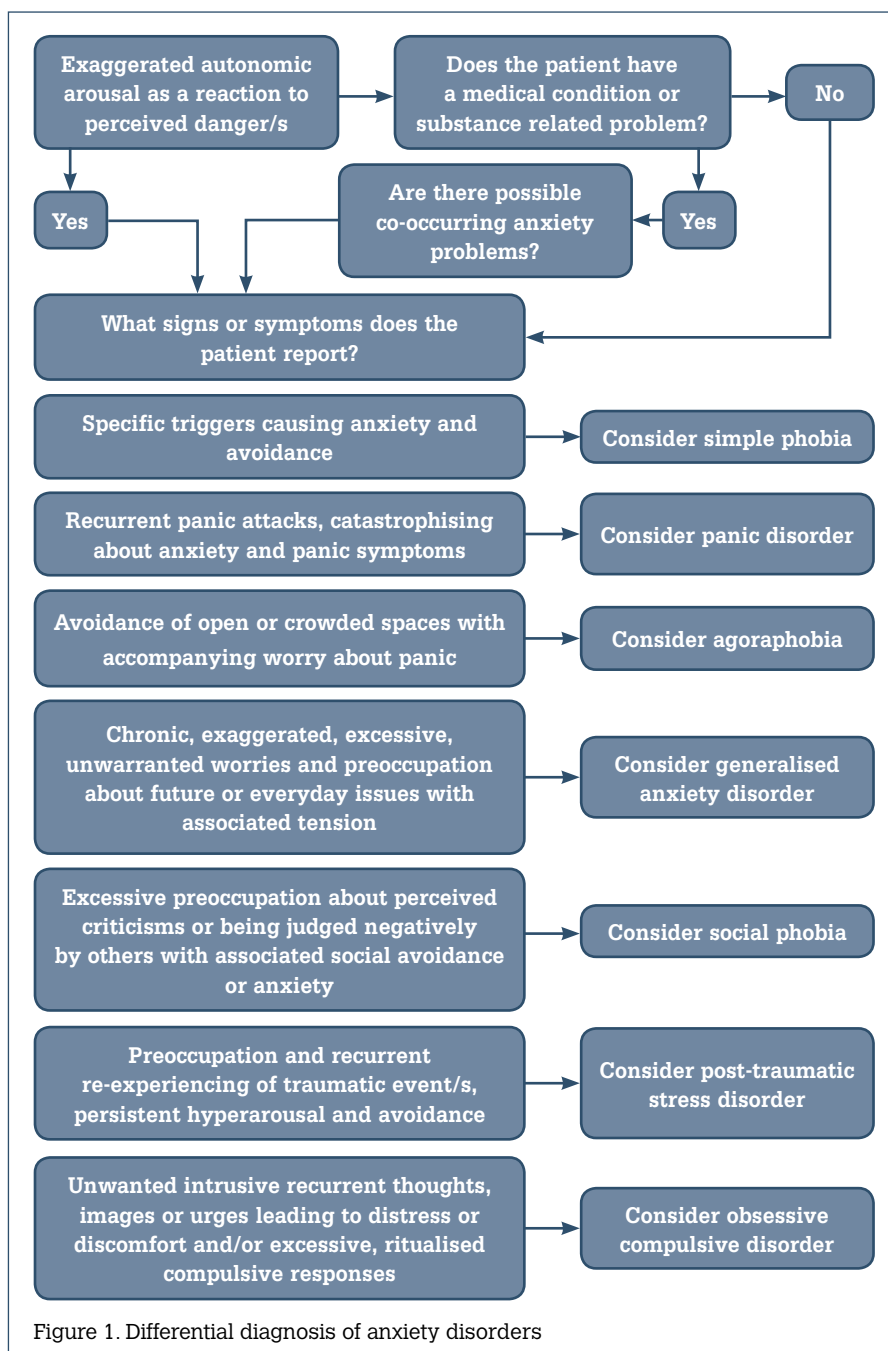 Exaggerated autonomic
arousal as a reaction to
perceived danger/s
Does the patient have
a medical condition or
substance related problem?
No
Yes
Are there possible
co-occurring anxiety
problems?
Yes
What signs or symptoms does the
patient report?
Specific triggers causing anxiety and
avoidance
Consider simple phobia
Recurrent panic attacks, catastrophising
about anxiety and panic symptoms
Consider panic disorder
Avoidance of open or crowded spaces with
accompanying worry about panic
Consider agoraphobia
Chronic, exaggerated, excessive,
unwarranted worries and preoccupation
about future or everyday issues with
associated tension
Consider generalised
anxiety disorder
Excessive preoccupation about perceived
criticisms or being judged negatively
by others with associated social avoidance
or anxiety
Consider social phobia
Preoccupation and recurrent
re-experiencing of traumatic event/s,
persistent hyperarousal and avoidance
Consider post-traumatic
stress disorder
Unwanted intrusive recurrent thoughts,
images or urges leading to distress or
discomfort and/or excessive, ritualised
compulsive responses
Consider obsessive
compulsive disorder
Figure 1. Differential diagnosis of anxiety disorders